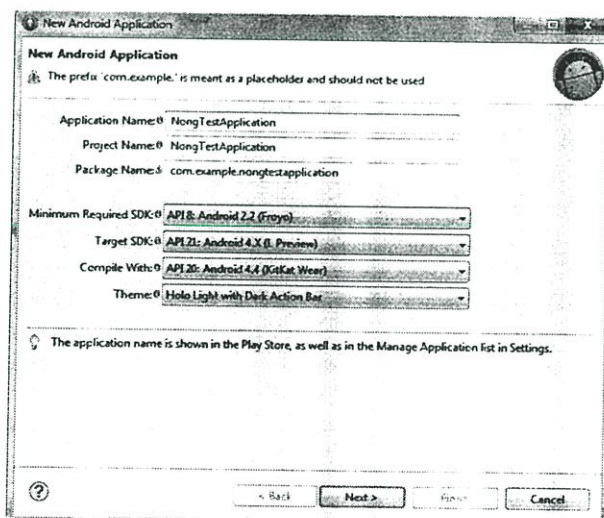 New Android Application
New Android Application
The prefix 'com.example.' is meant as a placeholder and should not be used
Application Name: NongTestApplication
Project Name: NongTestApplication
Package Name: com.example.nongtestapplication
Minimum Required SDK: API 8: Android 2.2 (Froyo)
Target SDK: API 21: Android 4.X (L Preview)
Compile With: API 20: Android 4.4 (KitKat Wear)
Theme: Holo Light with Dark Action Bar
The application name is shown in the Play Store, as well as in the Manage Application list in Settings.
? < Back Next > Finish Cancel